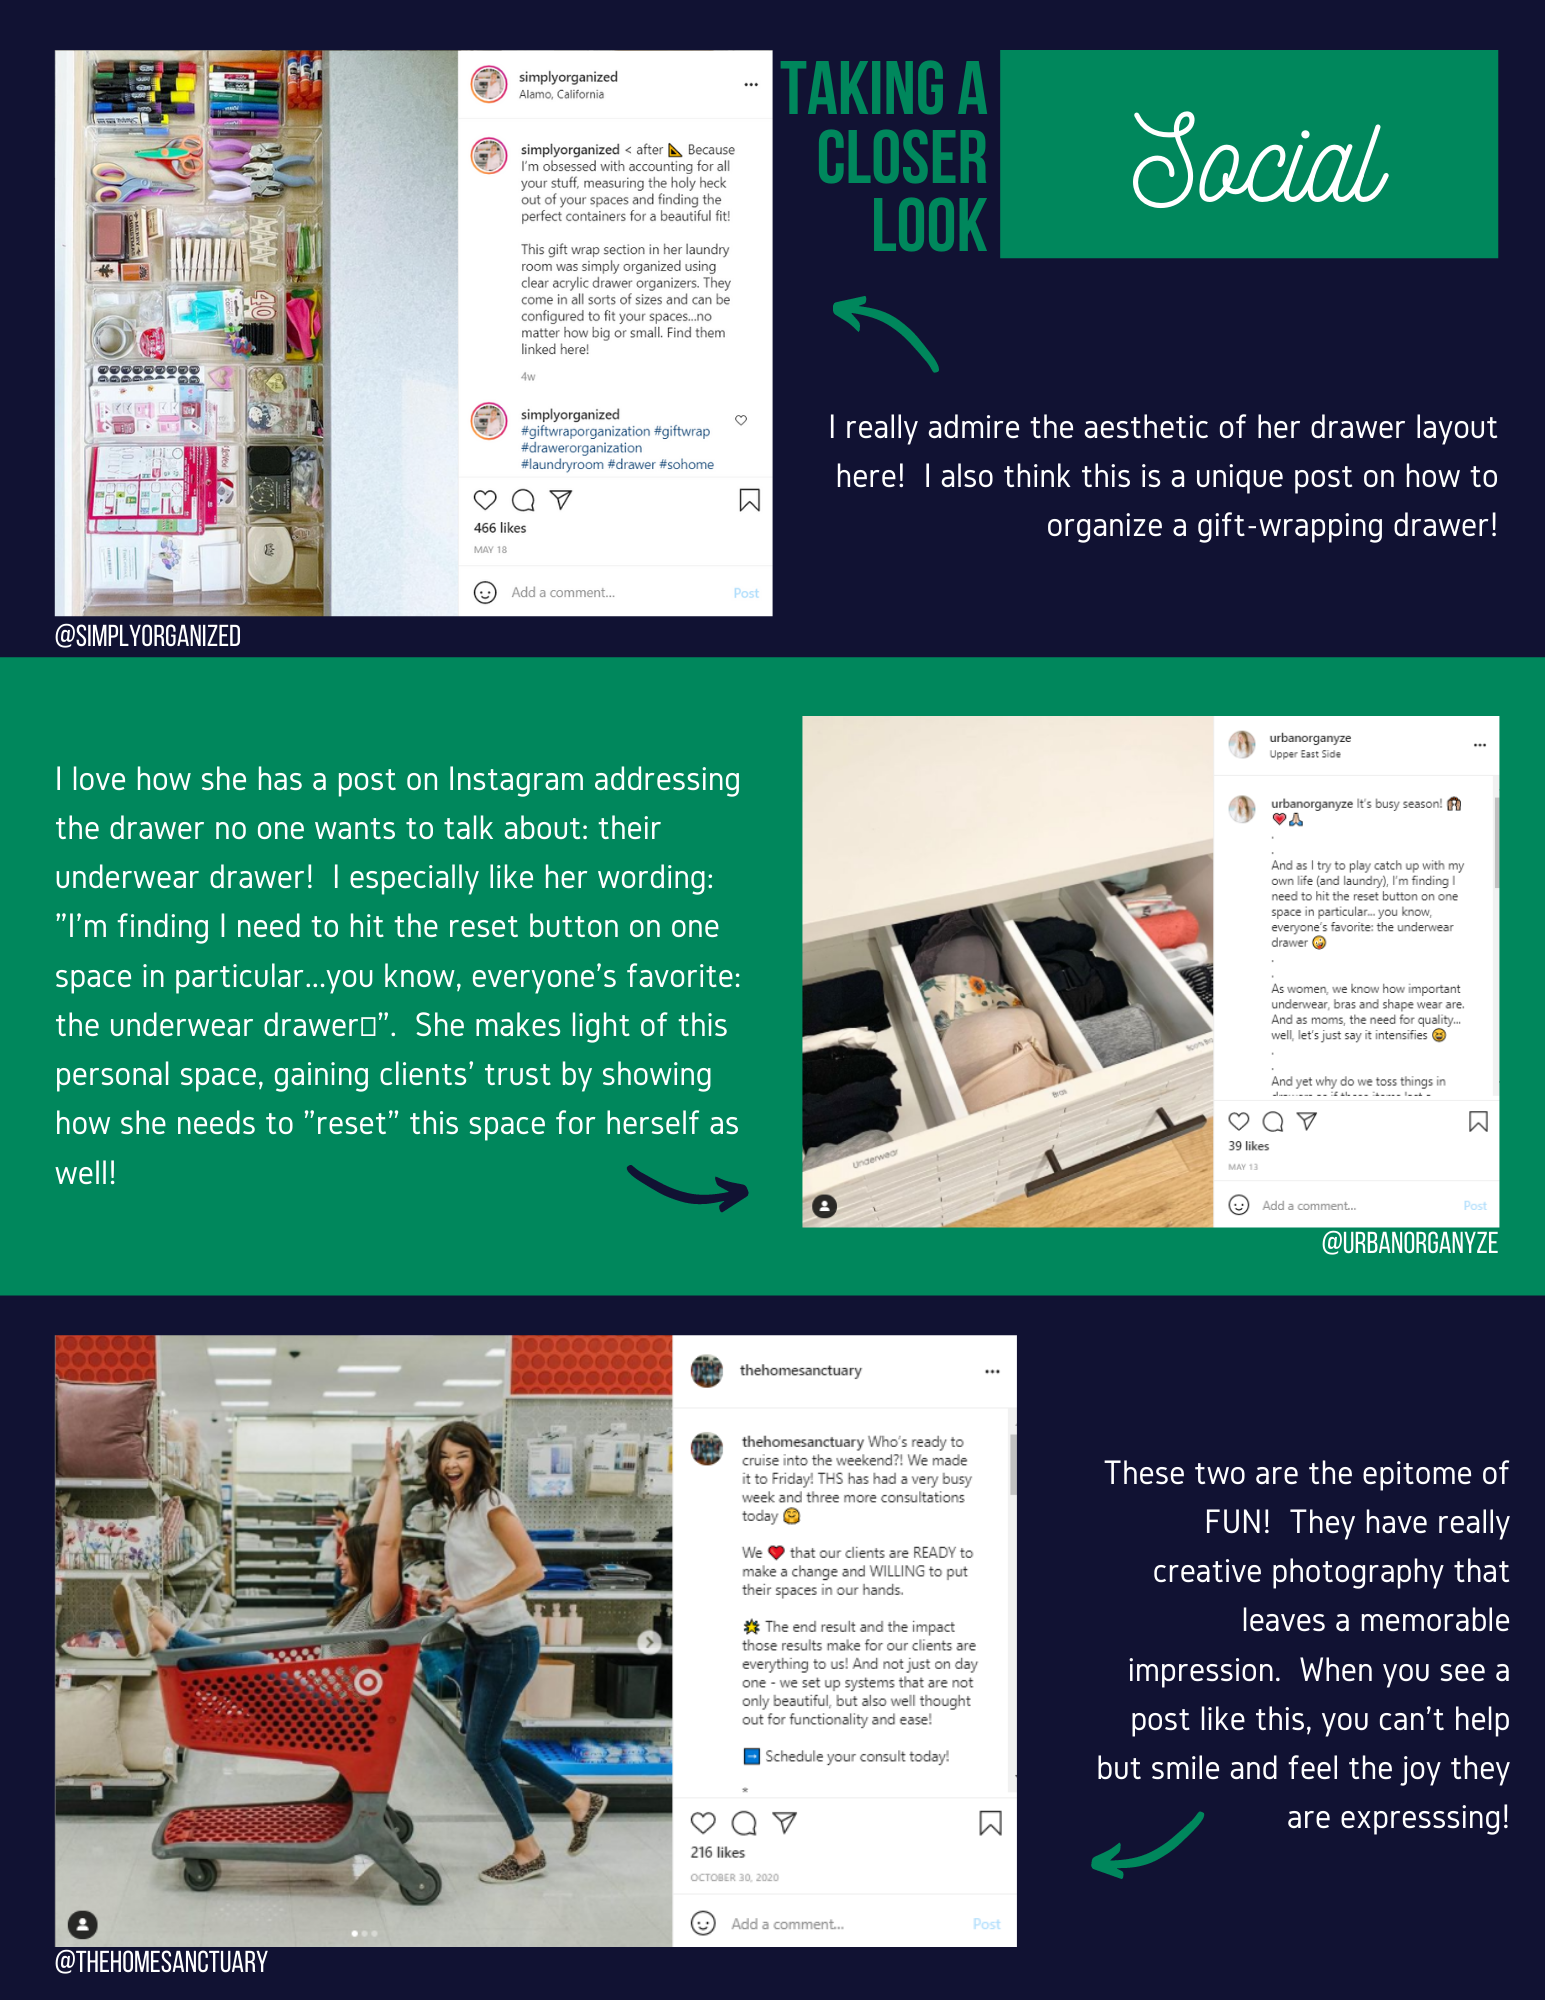 TAKING A
CLOSER
LOOK
Social
simplyorganized
Alamo, California
simplyorganized < after 📐 Because
I'm obsessed with accounting for all
your stuff, measuring the holy heck
out of your spaces and finding the
perfect containers for a beautiful fit!
This gift wrap section in her laundry
room was simply organized using
clear acrylic drawer organizers. They
come in all sorts of sizes and can be
configured to fit your spaces...no
matter how big or small. Find them
linked here!
4w
simplyorganized
#giftwraporganization #giftwrap
#drawerorganization
#laundryroom #drawer #sohome
466 likes
MAY 18
Add a comment...
Post
40
@SIMPLYORGANIZED
I really admire the aesthetic of her drawer layout
here! I also think this is a unique post on how to
organize a gift-wrapping drawer!
I love how she has a post on Instagram addressing
the drawer no one wants to talk about: their
underwear drawer! I especially like her wording:
"I'm finding I need to hit the reset button on one
space in particular...you know, everyone's favorite:
the underwear drawer□". She makes light of this
personal space, gaining clients' trust by showing
how she needs to "reset" this space for herself as
well!
Underwear
Bras
Sports Bras
urbanorganyze
Upper East Side
urbanorganyze It's busy season! 🙇‍♀️
💗🙏
.
.
And as I try to play catch up with my
own life (and laundry), I'm finding I
need to hit the reset button on one
space in particular... you know,
everyone's favorite: the underwear
drawer 🤪
.
.
As women, we know how important
underwear, bras and shape wear are.
And as moms, the need for quality...
well, let's just say it intensifies 😆
.
.
And yet why do we toss things in
39 likes
MAY 13
Add a comment...
Post
@URBANORGANYZE
thehomesanctuary
thehomesanctuary Who's ready to
cruise into the weekend?! We made
it to Friday! THS has had a very busy
week and three more consultations
today 🤗
We ❤️ that our clients are READY to
make a change and WILLING to put
their spaces in our hands.
🌟 The end result and the impact
those results make for our clients are
everything to us! And not just on day
one - we set up systems that are not
only beautiful, but also well thought
out for functionality and ease!
➡️ Schedule your consult today!
*
216 likes
OCTOBER 30, 2020
Add a comment...
Post
@THEHOMESANCTUARY
These two are the epitome of
FUN! They have really
creative photography that
leaves a memorable
impression. When you see a
post like this, you can't help
but smile and feel the joy they
are expresssing!